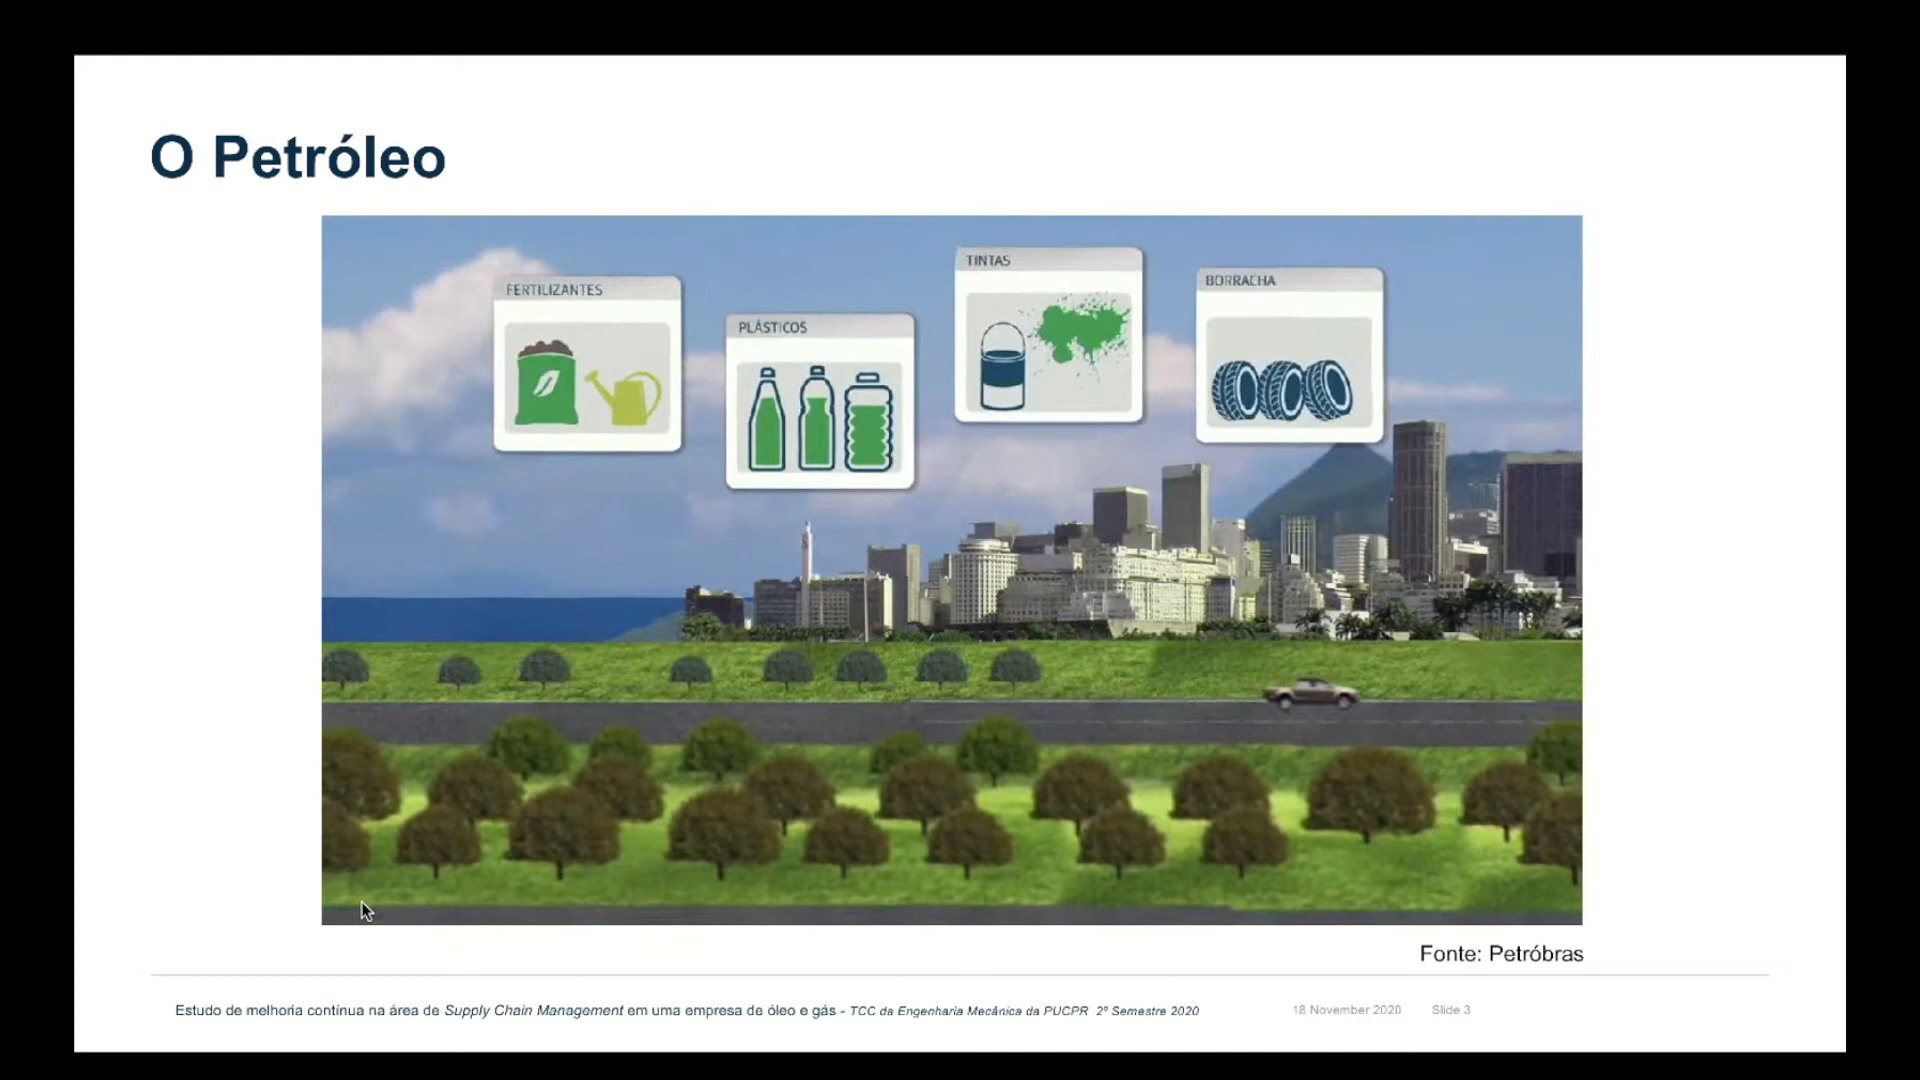 O Petróleo
FERTILIZANTES
PLÁSTICOS
TINTAS
BORRACHA
Fonte: Petróbras
Estudo de melhoria contínua na área de Supply Chain Management em uma empresa de óleo e gás - TCC da Engenharia Mecânica da PUCPR 2º Semestre 2020
18 November 2020
Slide 3